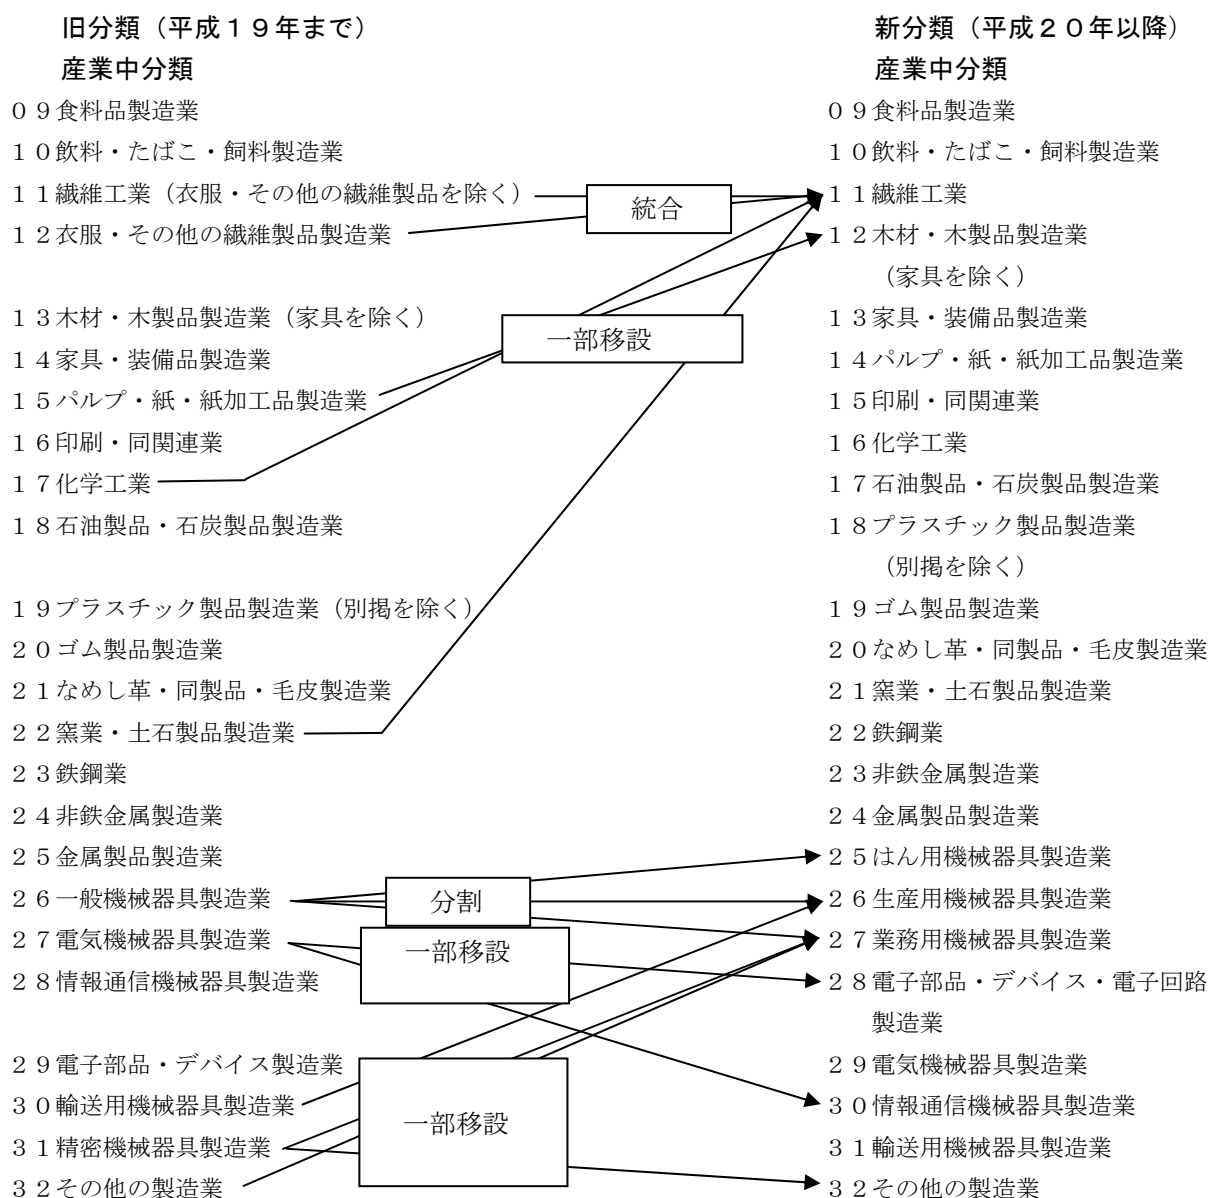 旧分類（平成１９年まで）
産業中分類
０９食料品製造業
１０飲料・たばこ・飼料製造業
１１繊維工業（衣服・その他の繊維製品を除く）
１２衣服・その他の繊維製品製造業
１３木材・木製品製造業（家具を除く）
１４家具・装備品製造業
１５パルプ・紙・紙加工品製造業
１６印刷・同関連業
１７化学工業
１８石油製品・石炭製品製造業
１９プラスチック製品製造業（別掲を除く）
２０ゴム製品製造業
２１なめし革・同製品・毛皮製造業
２２窯業・土石製品製造業
２３鉄鋼業
２４非鉄金属製造業
２５金属製品製造業
２６一般機械器具製造業
２７電気機械器具製造業
２８情報通信機械器具製造業
２９電子部品・デバイス製造業
３０輸送用機械器具製造業
３１精密機械器具製造業
３２その他の製造業
統合
一部移設
分割
一部移設
一部移設
新分類（平成２０年以降）
産業中分類
０９食料品製造業
１０飲料・たばこ・飼料製造業
１１繊維工業
１２木材・木製品製造業
（家具を除く）
１３家具・装備品製造業
１４パルプ・紙・紙加工品製造業
１５印刷・同関連業
１６化学工業
１７石油製品・石炭製品製造業
１８プラスチック製品製造業
（別掲を除く）
１９ゴム製品製造業
２０なめし革・同製品・毛皮製造業
２１窯業・土石製品製造業
２２鉄鋼業
２３非鉄金属製造業
２４金属製品製造業
２５はん用機械器具製造業
２６生産用機械器具製造業
２７業務用機械器具製造業
２８電子部品・デバイス・電子回路
製造業
２９電気機械器具製造業
３０情報通信機械器具製造業
３１輸送用機械器具製造業
３２その他の製造業